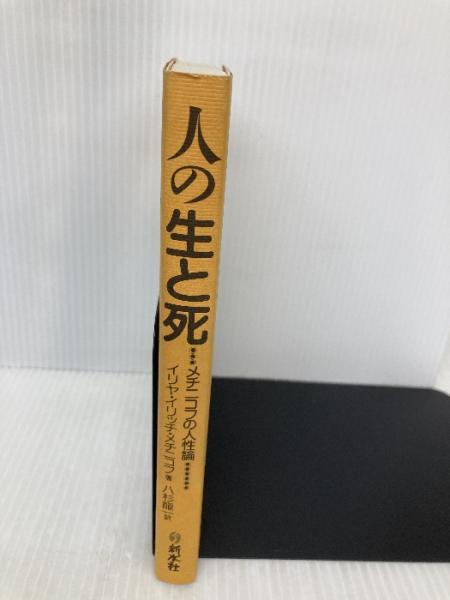 人の生と死
メチニコフの人性論
イリヤ・イリッチ・メチニコフ著
八杉龍一訳
新水社